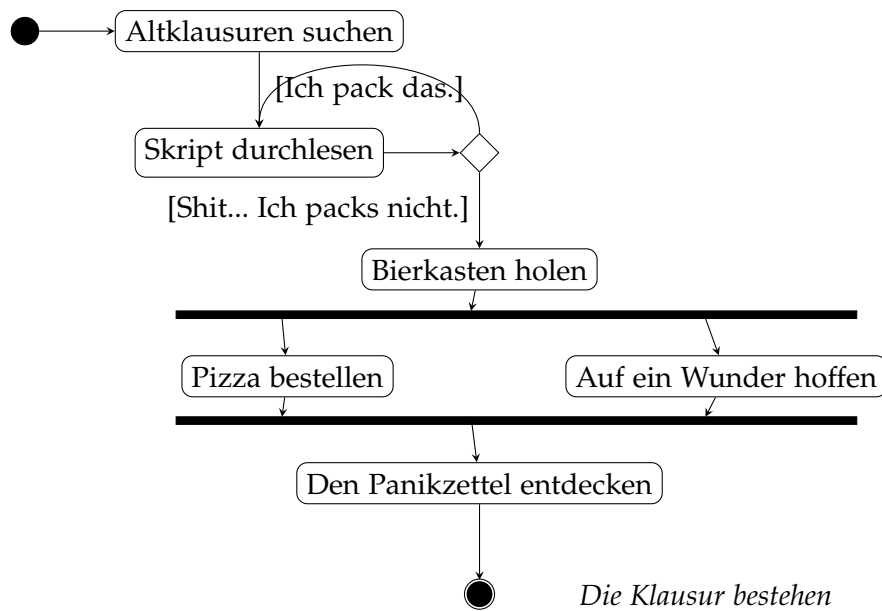 Altklausuren suchen
[Ich pack das.]
Skript durchlesen
[Shit... Ich packs nicht.]
Bierkasten holen
Pizza bestellen
Auf ein Wunder hoffen
Den Panikzettel entdecken
Die Klausur bestehen